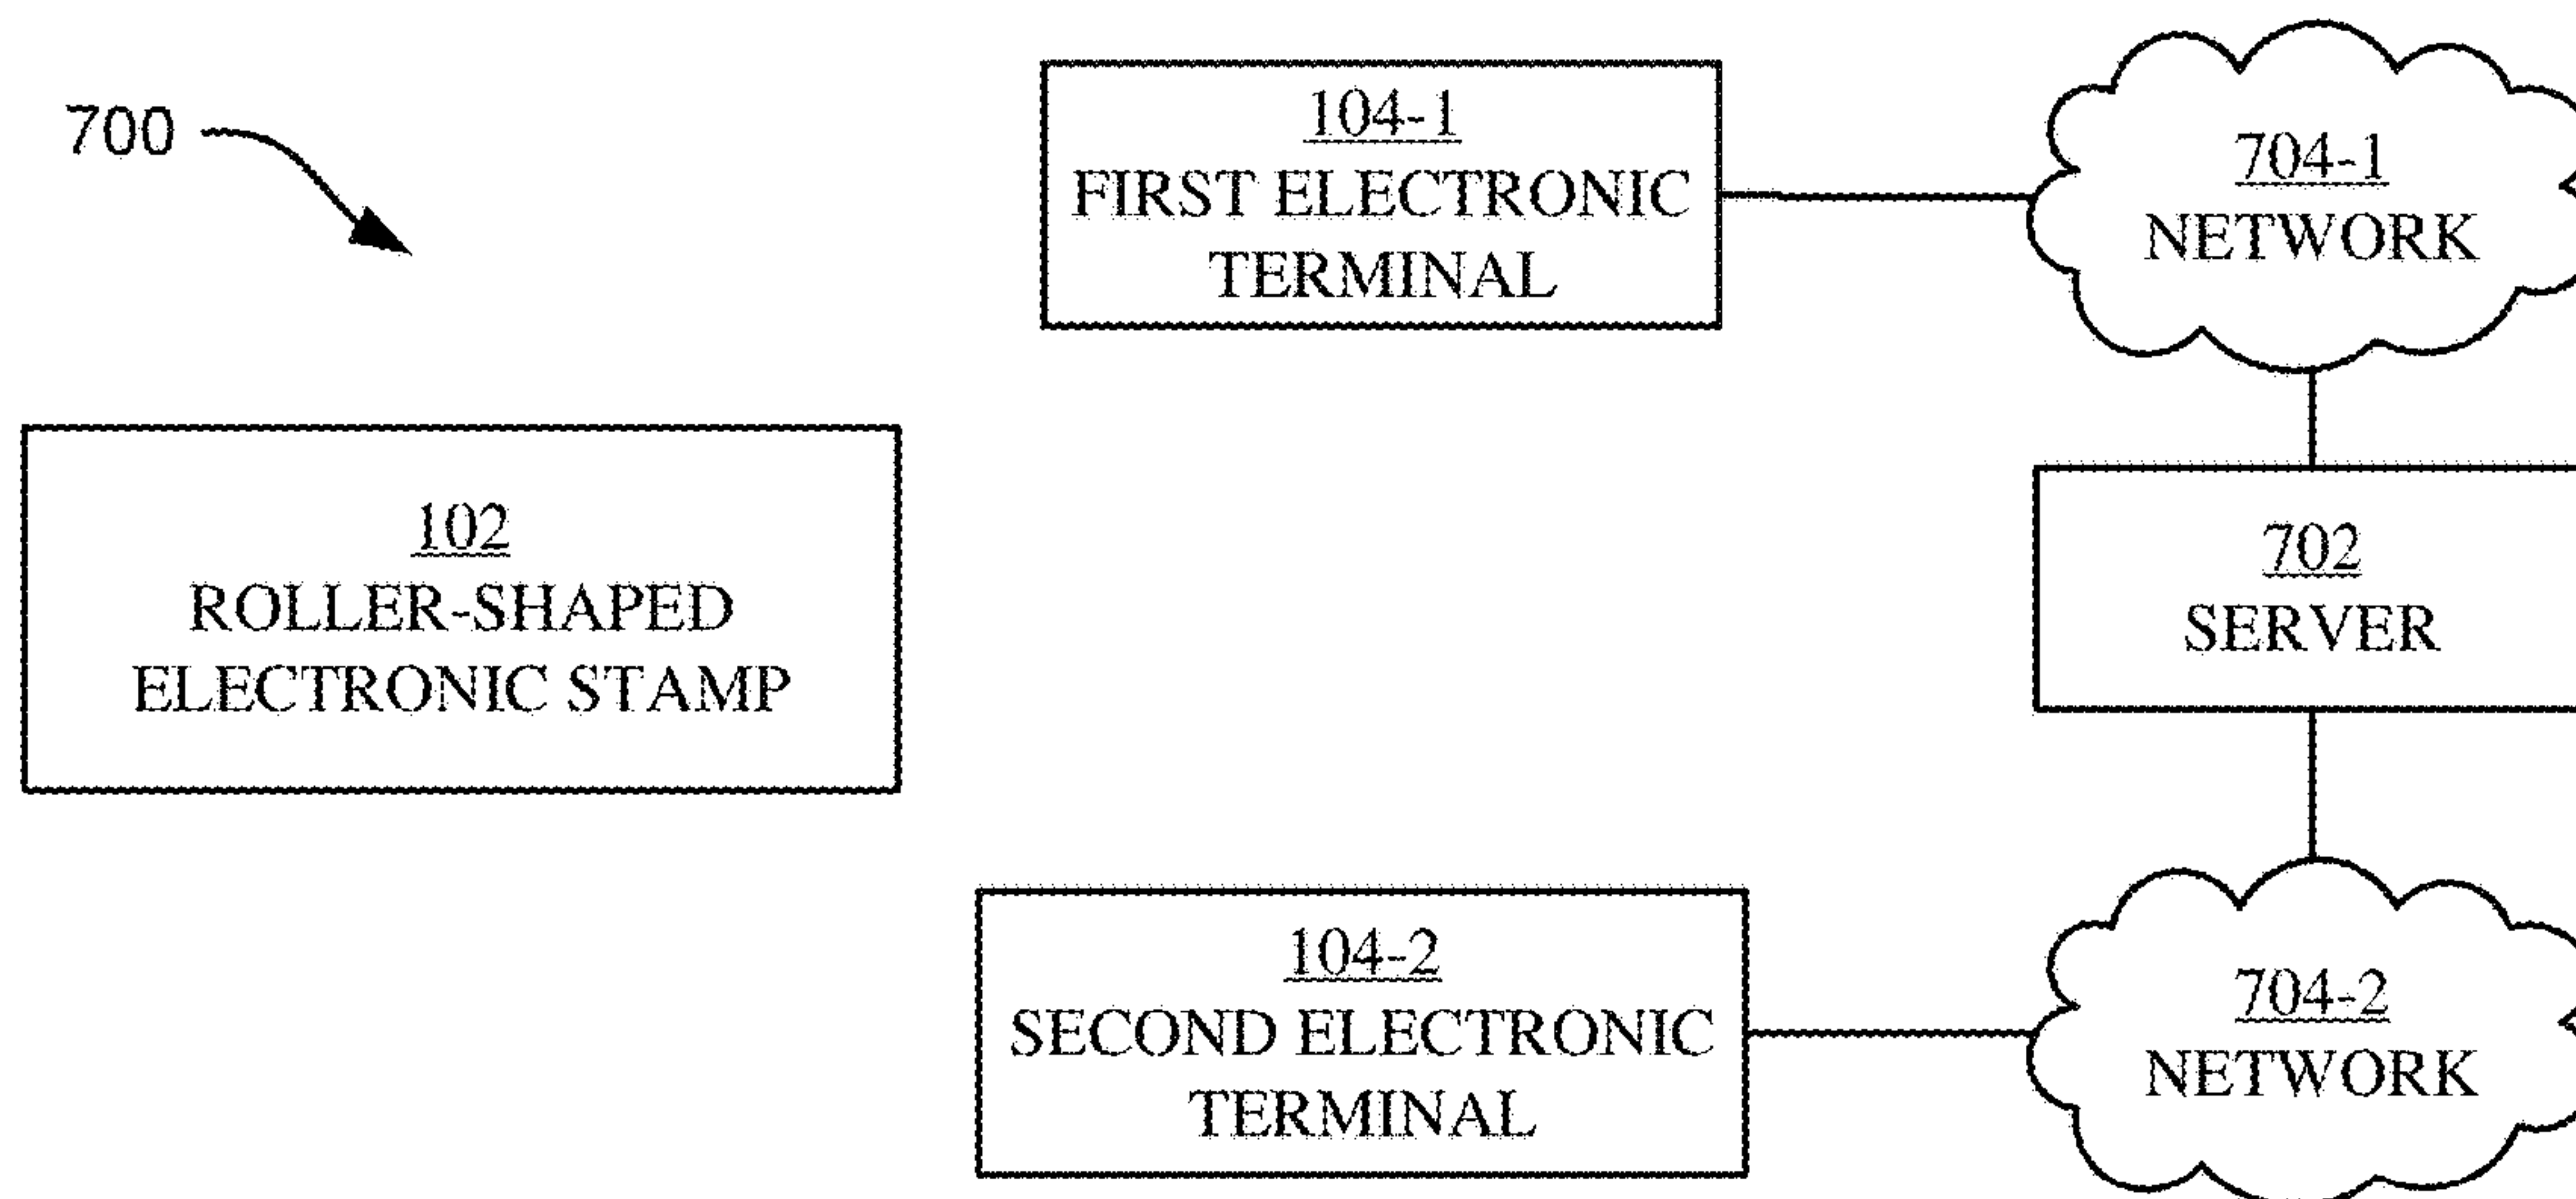 700
104-1
FIRST ELECTRONIC
TERMINAL
704-1
NETWORK
102
ROLLER-SHAPED
ELECTRONIC STAMP
702
SERVER
104-2
SECOND ELECTRONIC
TERMINAL
704-2
NETWORK